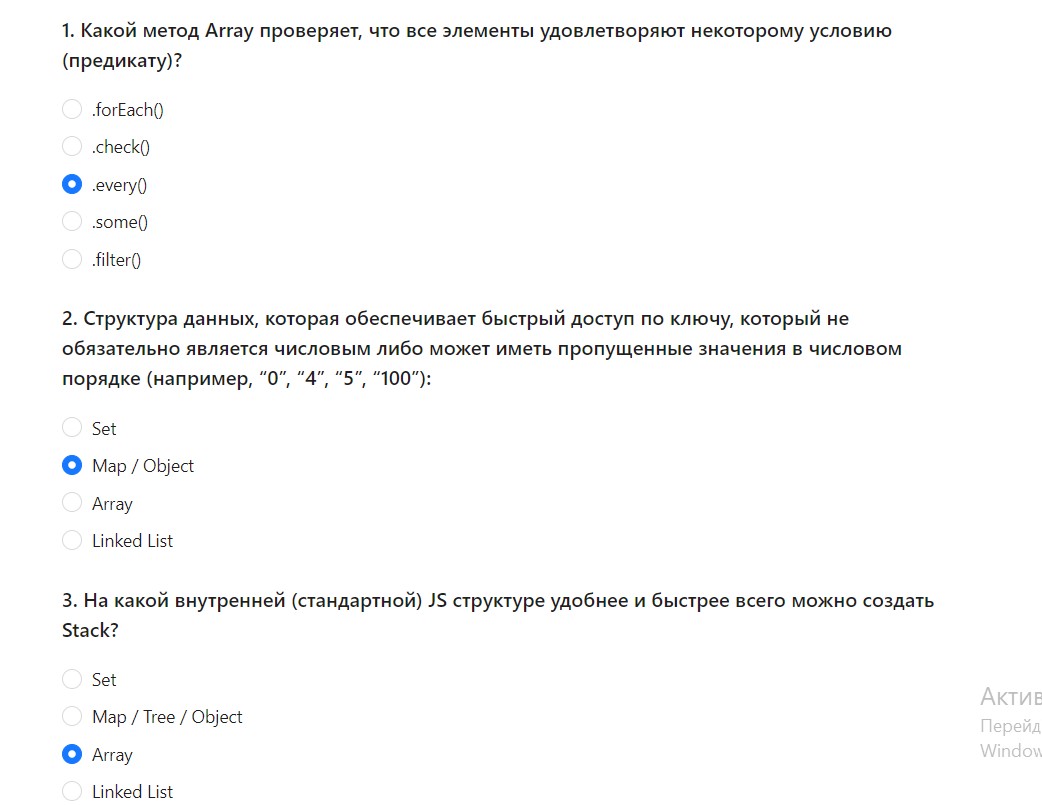 1. Какой метод Array проверяет, что все элементы удовлетворяют некоторому условию
(предикату)?
.forEach()
.check()
.every()
.some()
.filter()
2. Структура данных, которая обеспечивает быстрый доступ по ключу, который не
обязательно является числовым либо может иметь пропущенные значения в числовом
порядке (например, “0”, “4”, “5”, “100”):
Set
Map / Object
Array
Linked List
3. На какой внутренней (стандартной) JS структуре удобнее и быстрее всего можно создать
Stack?
Set
Map / Tree / Object
Array
Linked List
Актив
Перейд
Window